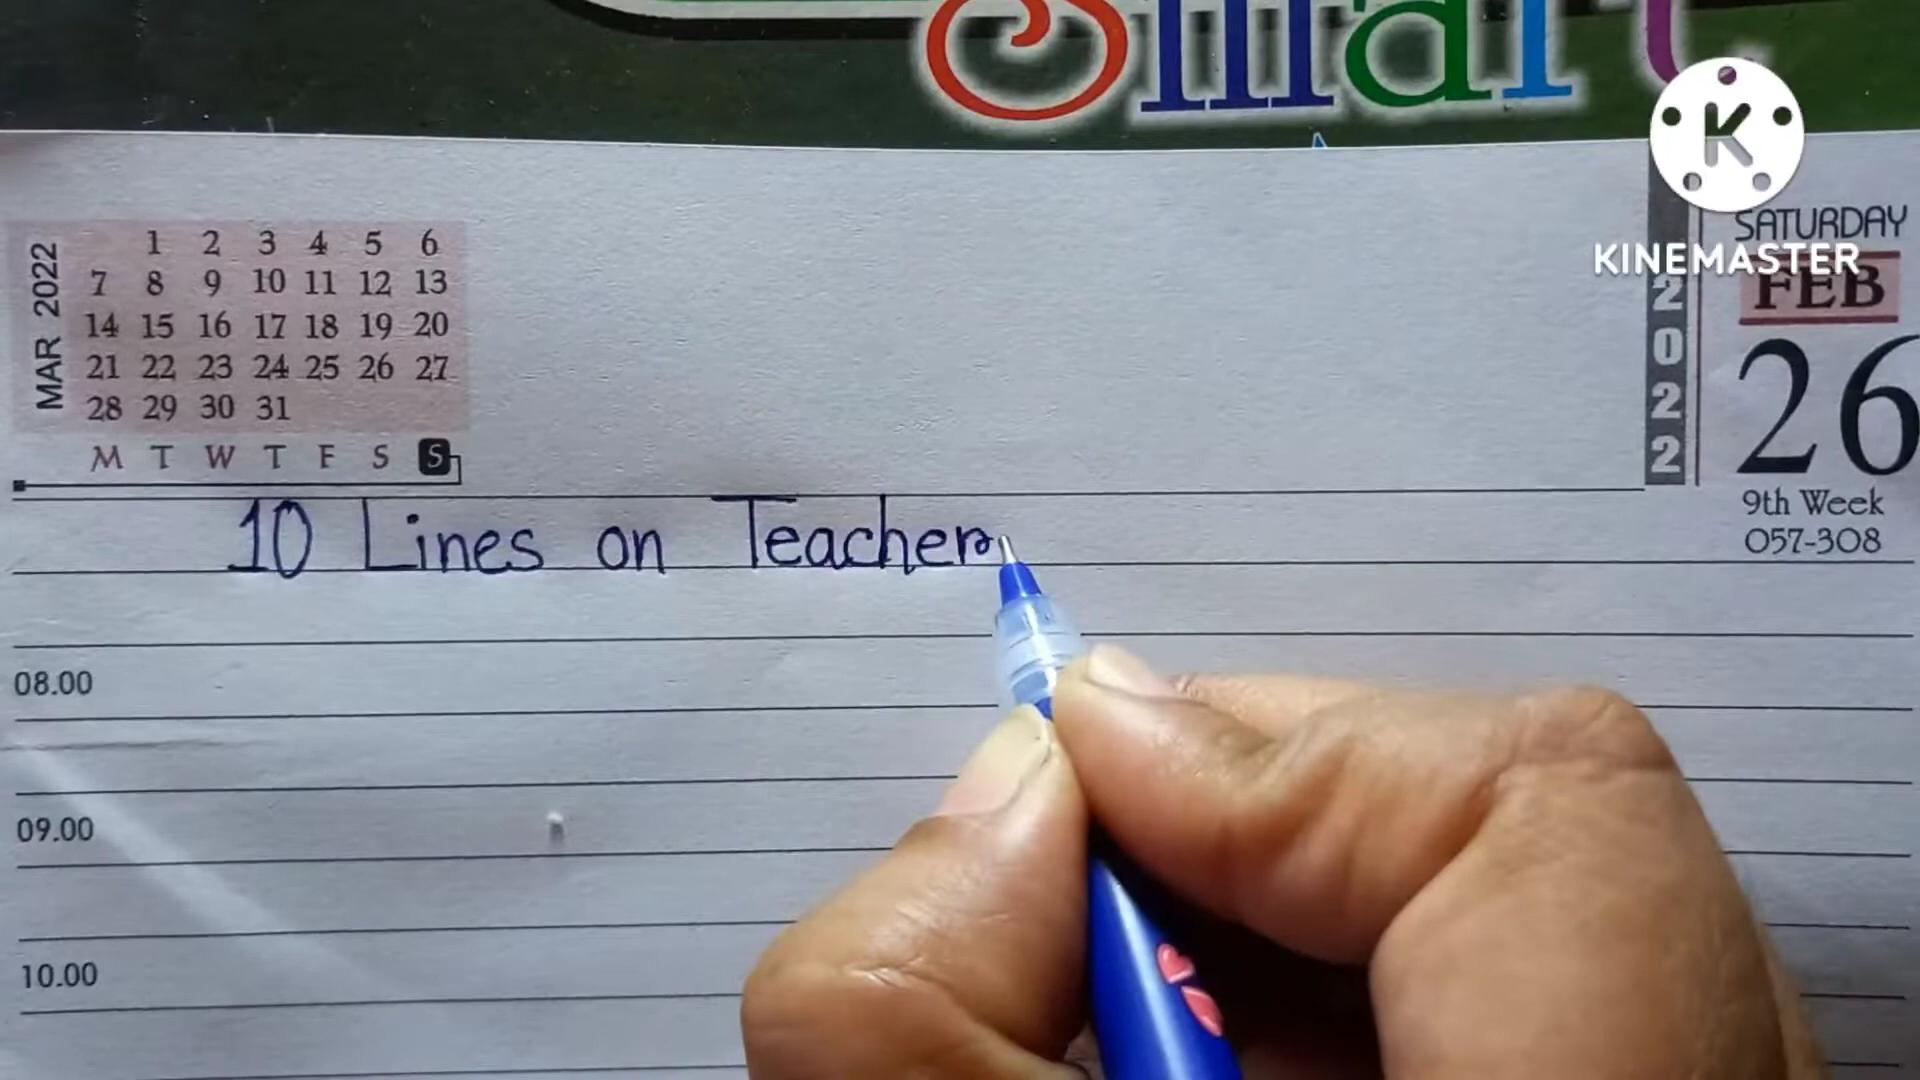 Smart
SATURDAY
KINEMASTER
FEB
26
2022
9th Week
057-308
MAR 2022
1 2 3 4 5 6
7 8 9 10 11 12 13
14 15 16 17 18 19 20
21 22 23 24 25 26 27
28 29 30 31
M T W T F S S
10 Lines on Teacher
08.00
09.00
10.00